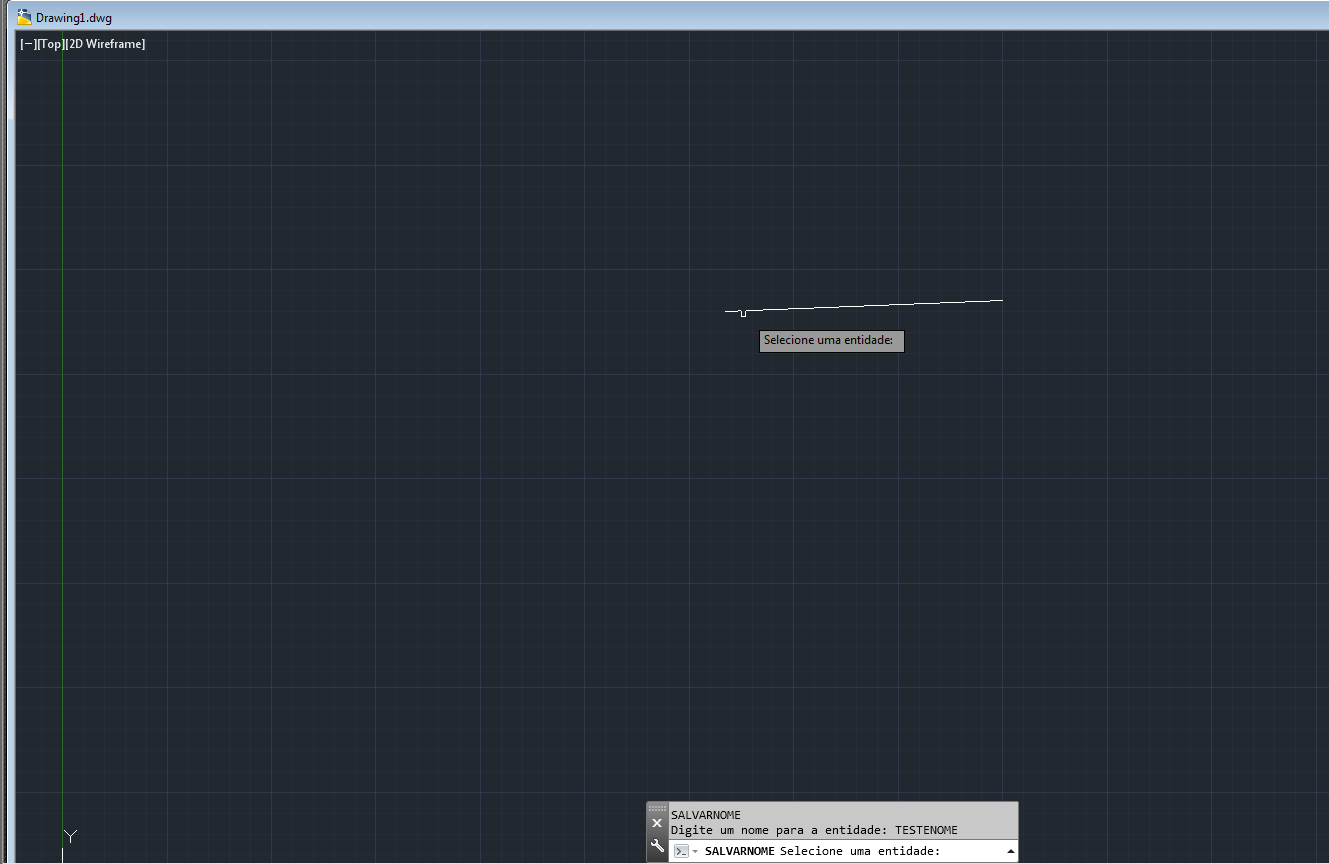 Drawing1.dwg
[−][Top][2D Wireframe]
Selecione uma entidade:
Y
SALVARNOME
Digite um nome para a entidade: TESTENOME
SALVARNOME Selecione uma entidade: